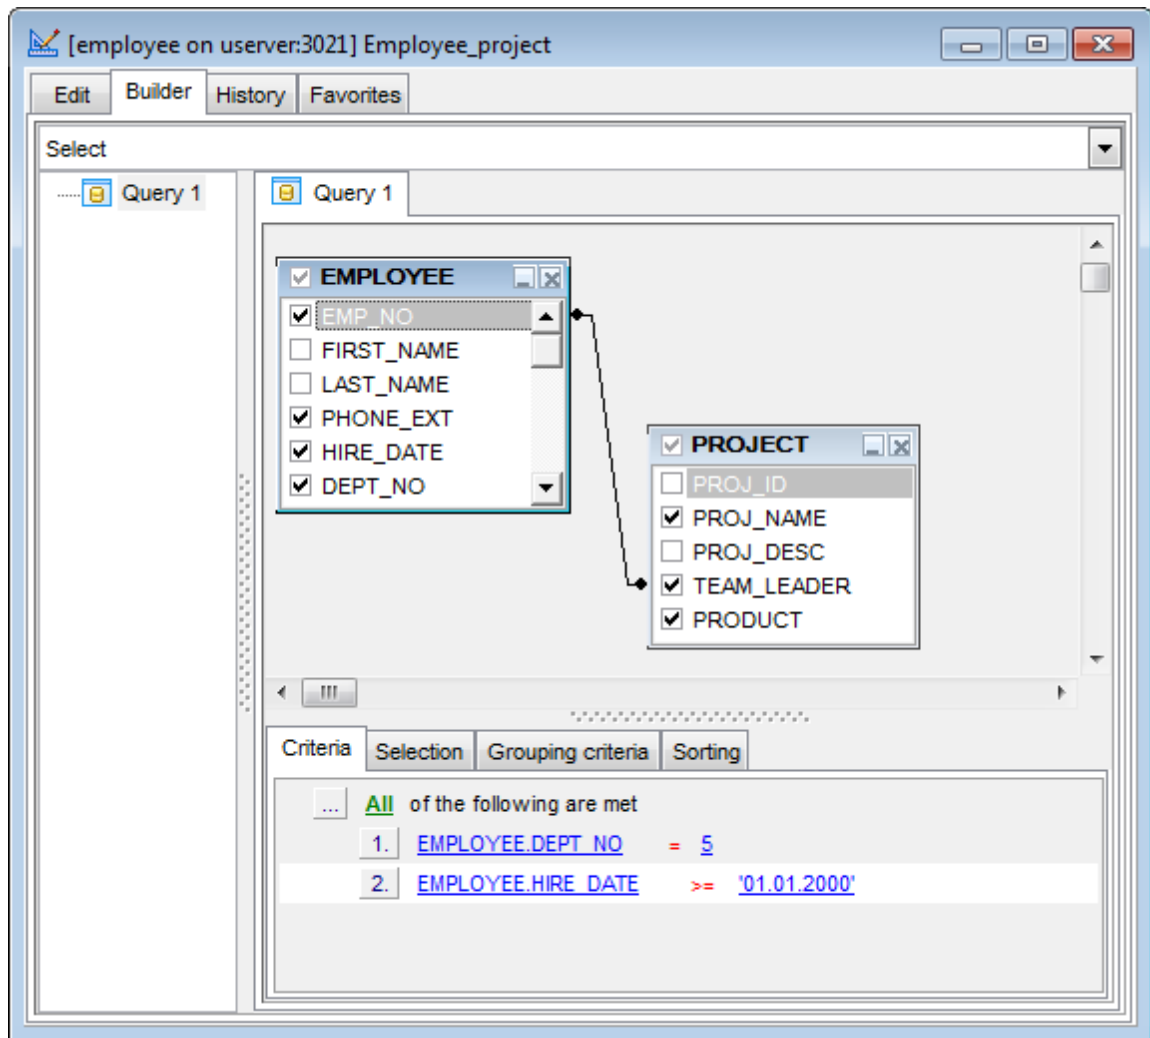 [employee on userver:3021] Employee_project
Edit Builder History Favorites
Select
Query 1
Query 1
EMPLOYEE
EMP_NO
FIRST_NAME
LAST_NAME
PHONE_EXT
HIRE_DATE
DEPT_NO
PROJECT
PROJ_ID
PROJ_NAME
PROJ_DESC
TEAM_LEADER
PRODUCT
Criteria Selection Grouping criteria Sorting
... All of the following are met
1. EMPLOYEE.DEPT_NO = 5
2. EMPLOYEE.HIRE_DATE >= '01.01.2000'